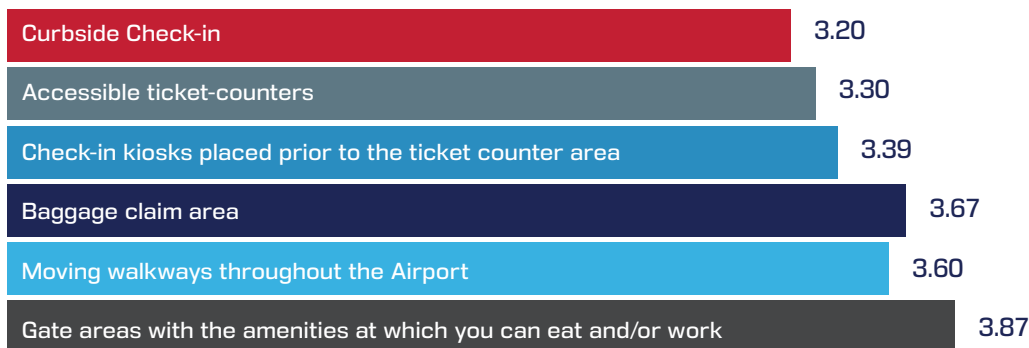 Curbside Check-in 3.20
Accessible ticket-counters 3.30
Check-in kiosks placed prior to the ticket counter area 3.39
Baggage claim area 3.67
Moving walkways throughout the Airport 3.60
Gate areas with the amenities at which you can eat and/or work 3.87